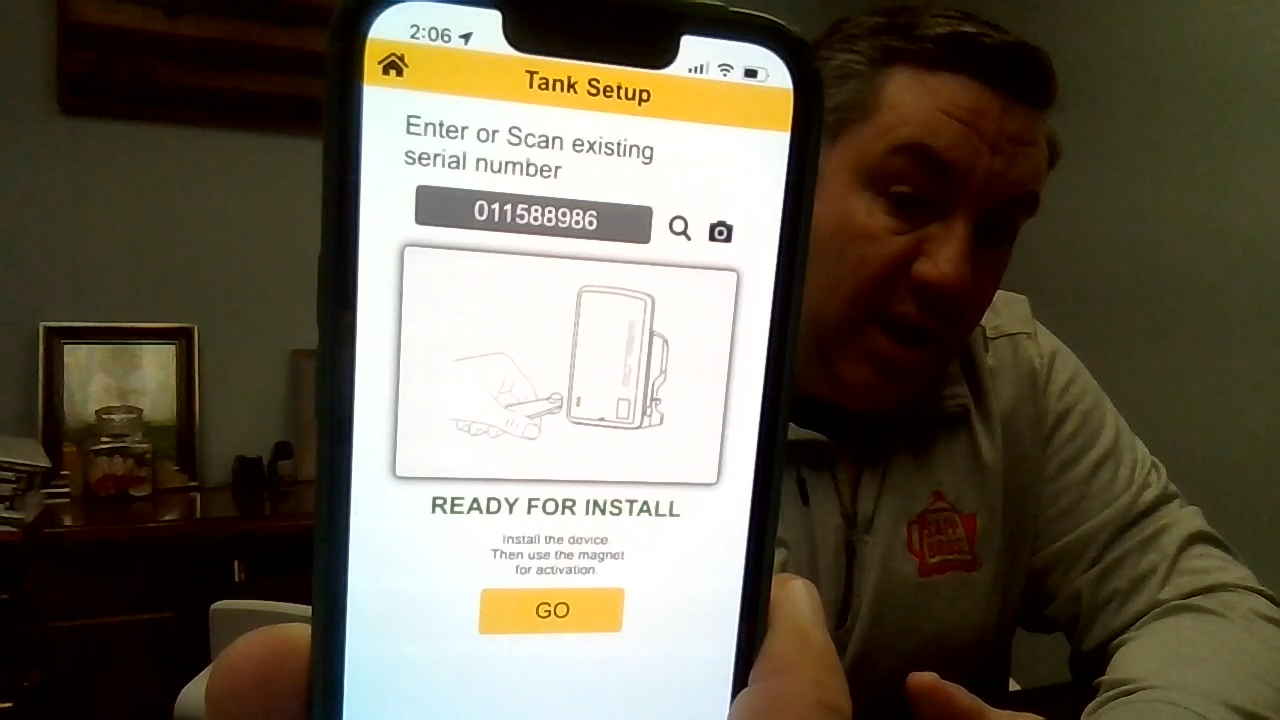 2:06
Tank Setup
Enter or Scan existing
serial number
011588986
READY FOR INSTALL
Install the device.
Then use the magnet
for activation.
GO